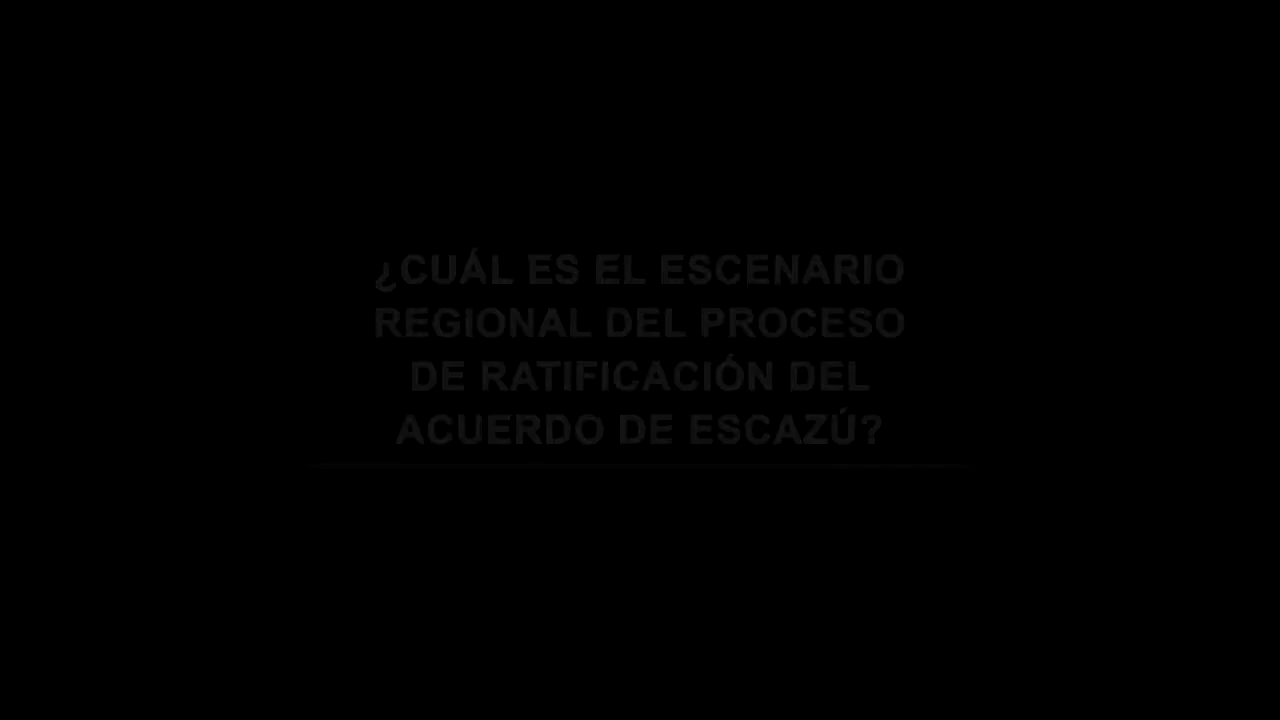 ¿CUÁL ES EL ESCENARIO
REGIONAL DEL PROCESO
DE RATIFICACIÓN DEL
ACUERDO DE ESCAZÚ?